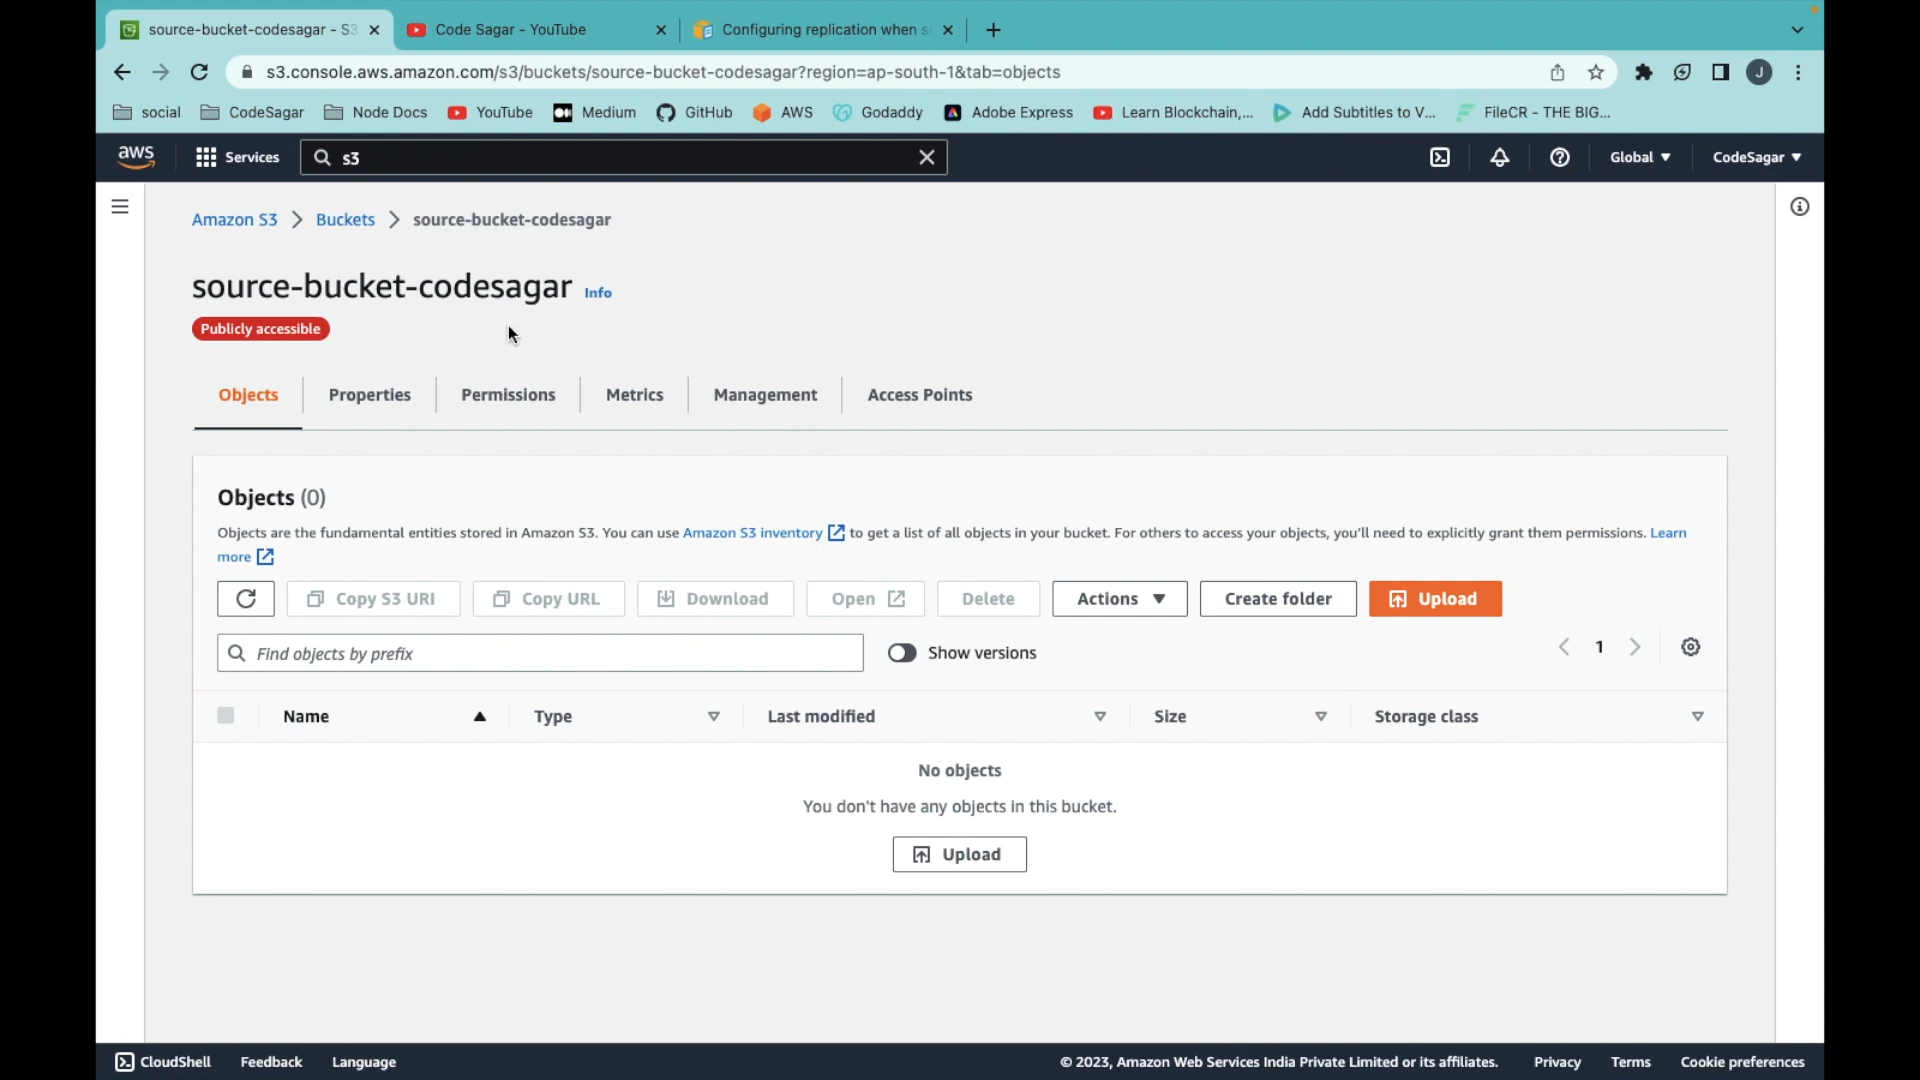 source-bucket-codesagar - S3
Code Sagar - YouTube
Configuring replication when s
s3.console.aws.amazon.com/s3/buckets/source-bucket-codesagar?region=ap-south-1&tab=objects
J
social
CodeSagar
Node Docs
YouTube
Medium
GitHub
AWS
Godaddy
Adobe Express
Learn Blockchain,...
Add Subtitles to V...
FileCR - THE BIG...
aws
Services
s3
Global
CodeSagar
Amazon S3 > Buckets > source-bucket-codesagar
source-bucket-codesagar Info
Publicly accessible
Objects
Properties
Permissions
Metrics
Management
Access Points
Objects (0)
Objects are the fundamental entities stored in Amazon S3. You can use Amazon S3 inventory to get a list of all objects in your bucket. For others to access your objects, you'll need to explicitly grant them permissions. Learn
more
Copy S3 URI
Copy URL
Download
Open
Delete
Actions
Create folder
Upload
Find objects by prefix
Show versions
1
Name
Type
Last modified
Size
Storage class
No objects
You don't have any objects in this bucket.
Upload
CloudShell
Feedback
Language
© 2023, Amazon Web Services India Private Limited or its affiliates.
Privacy
Terms
Cookie preferences